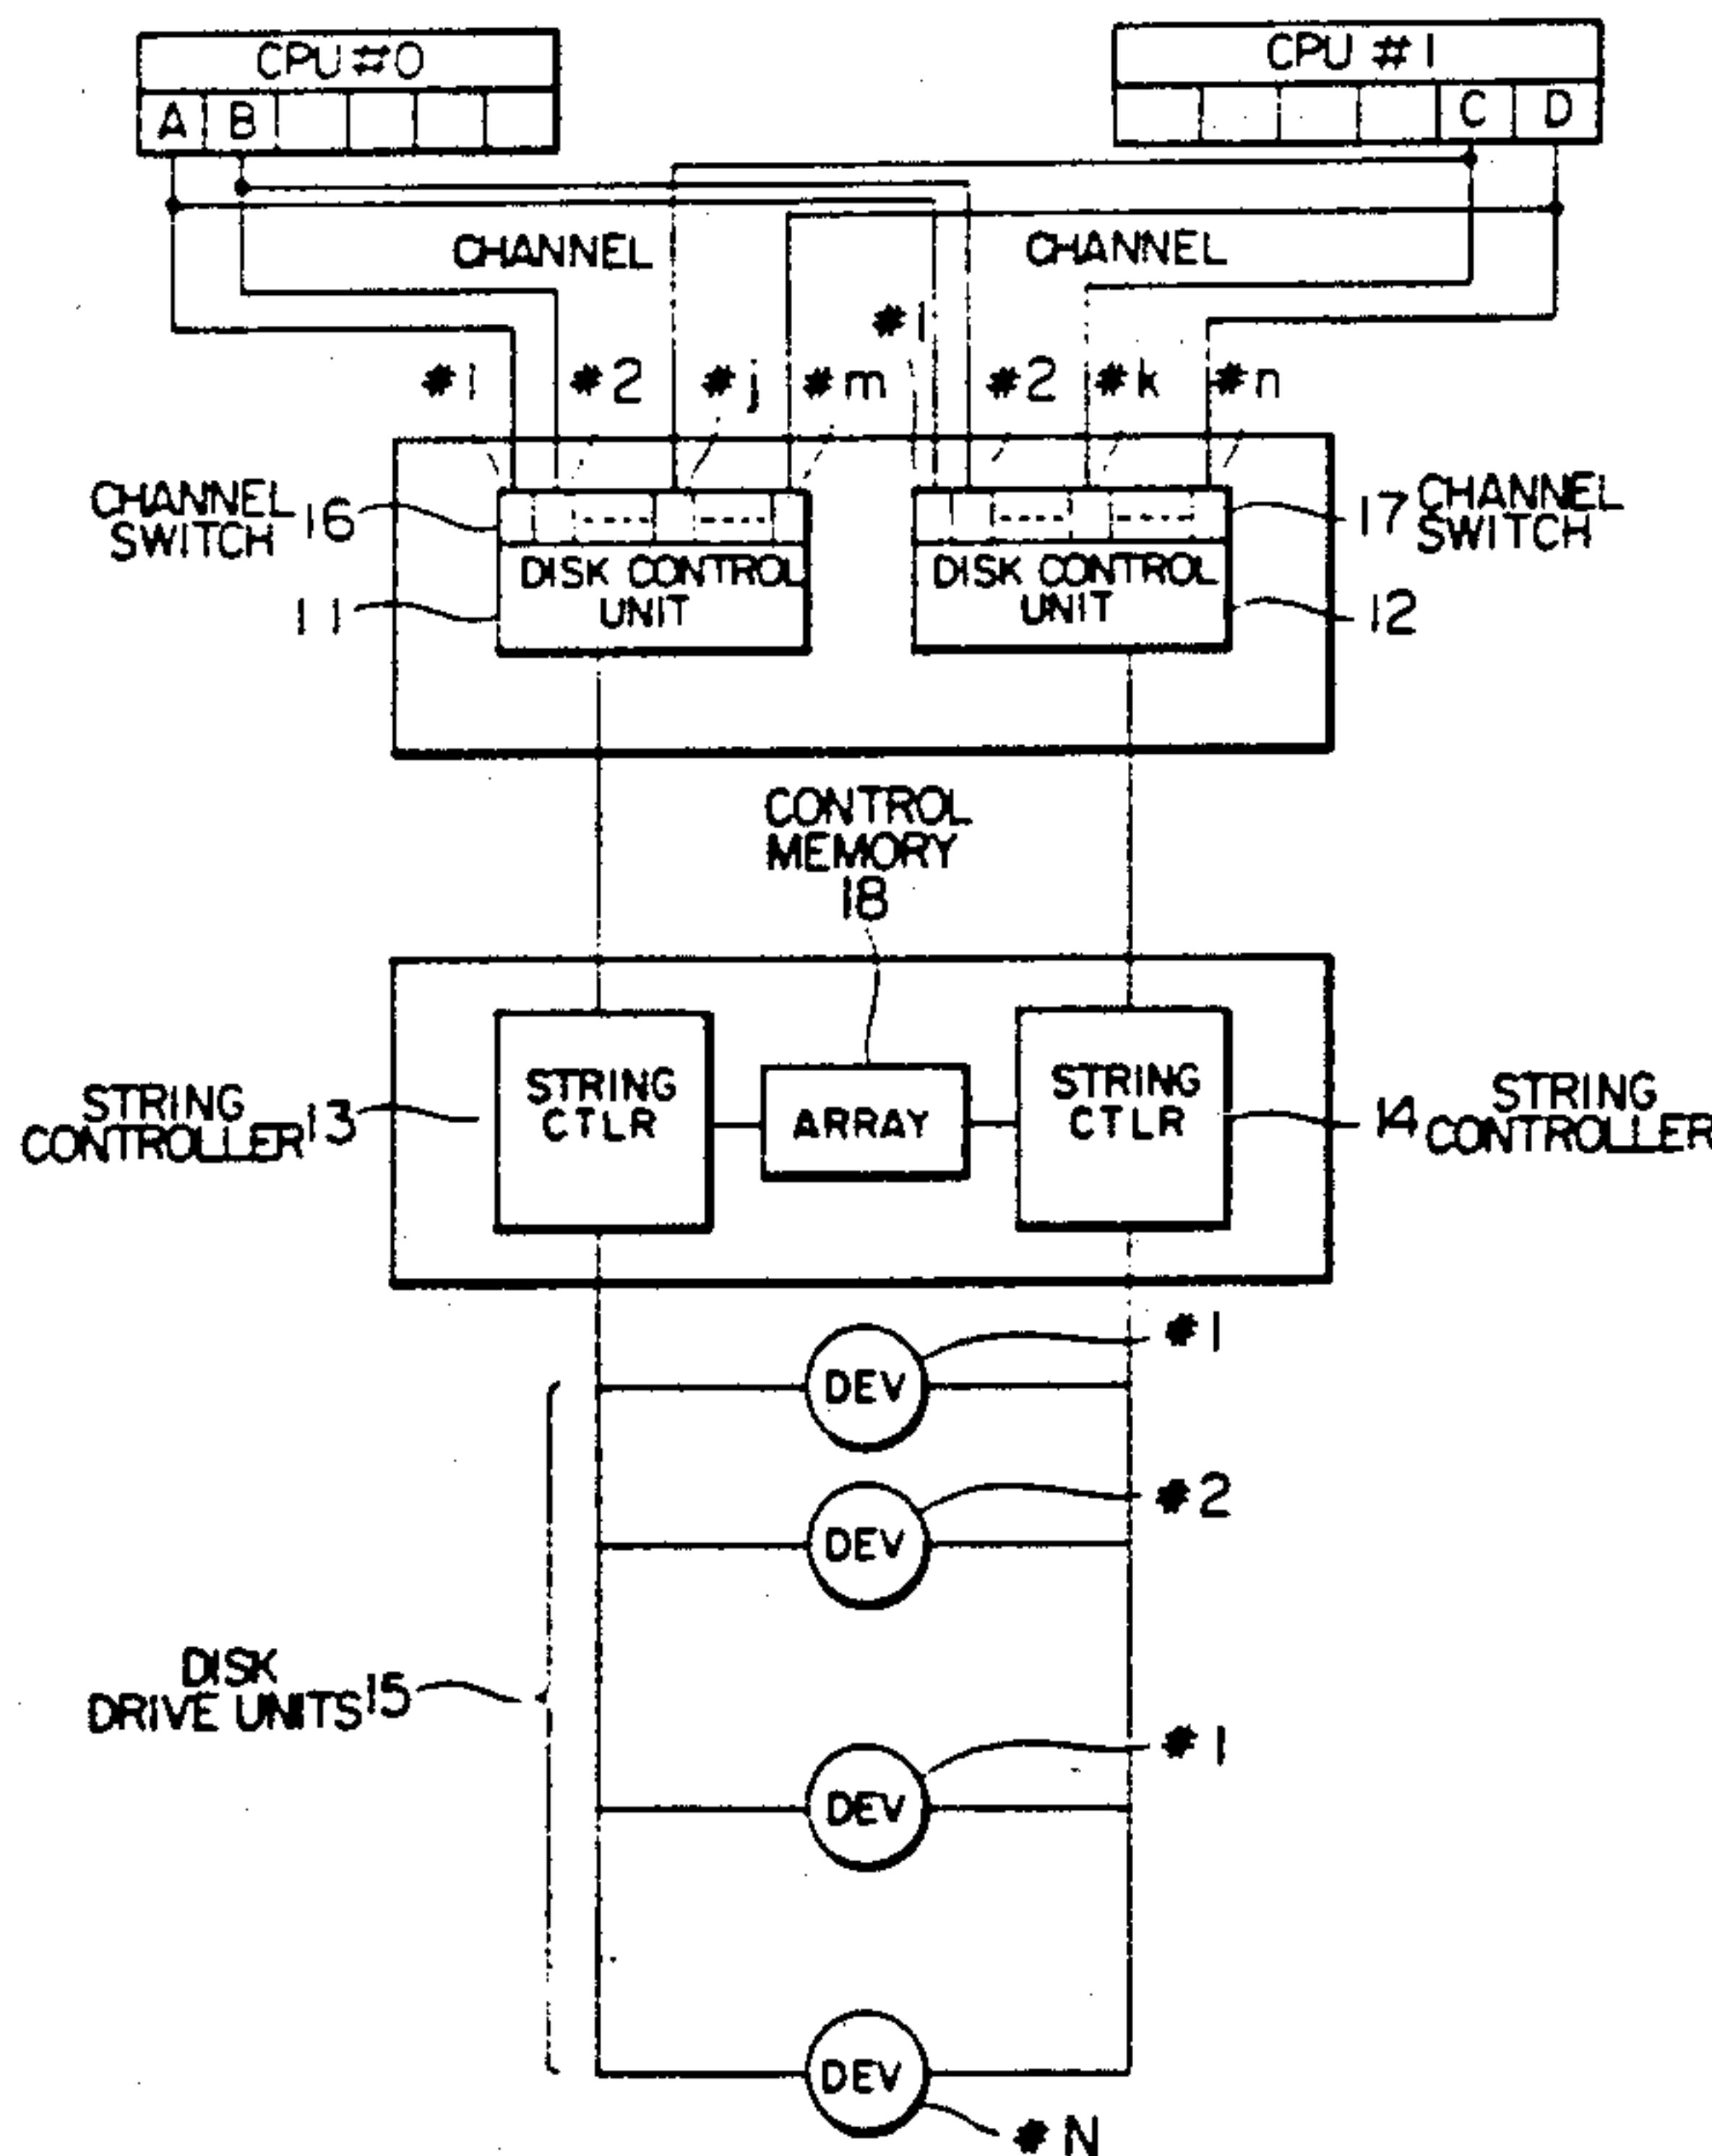 CPU #0
A B
CPU #1
C D
CHANNEL
CHANNEL
#1
#2
#j
#m
#1
#2
#k
#n
CHANNEL
SWITCH 16
17 CHANNEL
SWITCH
DISK CONTROL
UNIT
11
DISK CONTROL
UNIT
12
CONTROL
MEMORY
18
STRING
CONTROLLER 13
STRING
CTLR
ARRAY
STRING
CTLR
14 STRING
CONTROLLER
DEV
#1
DEV
#2
DISK
DRIVE UNITS 15
DEV
#1
DEV
#N